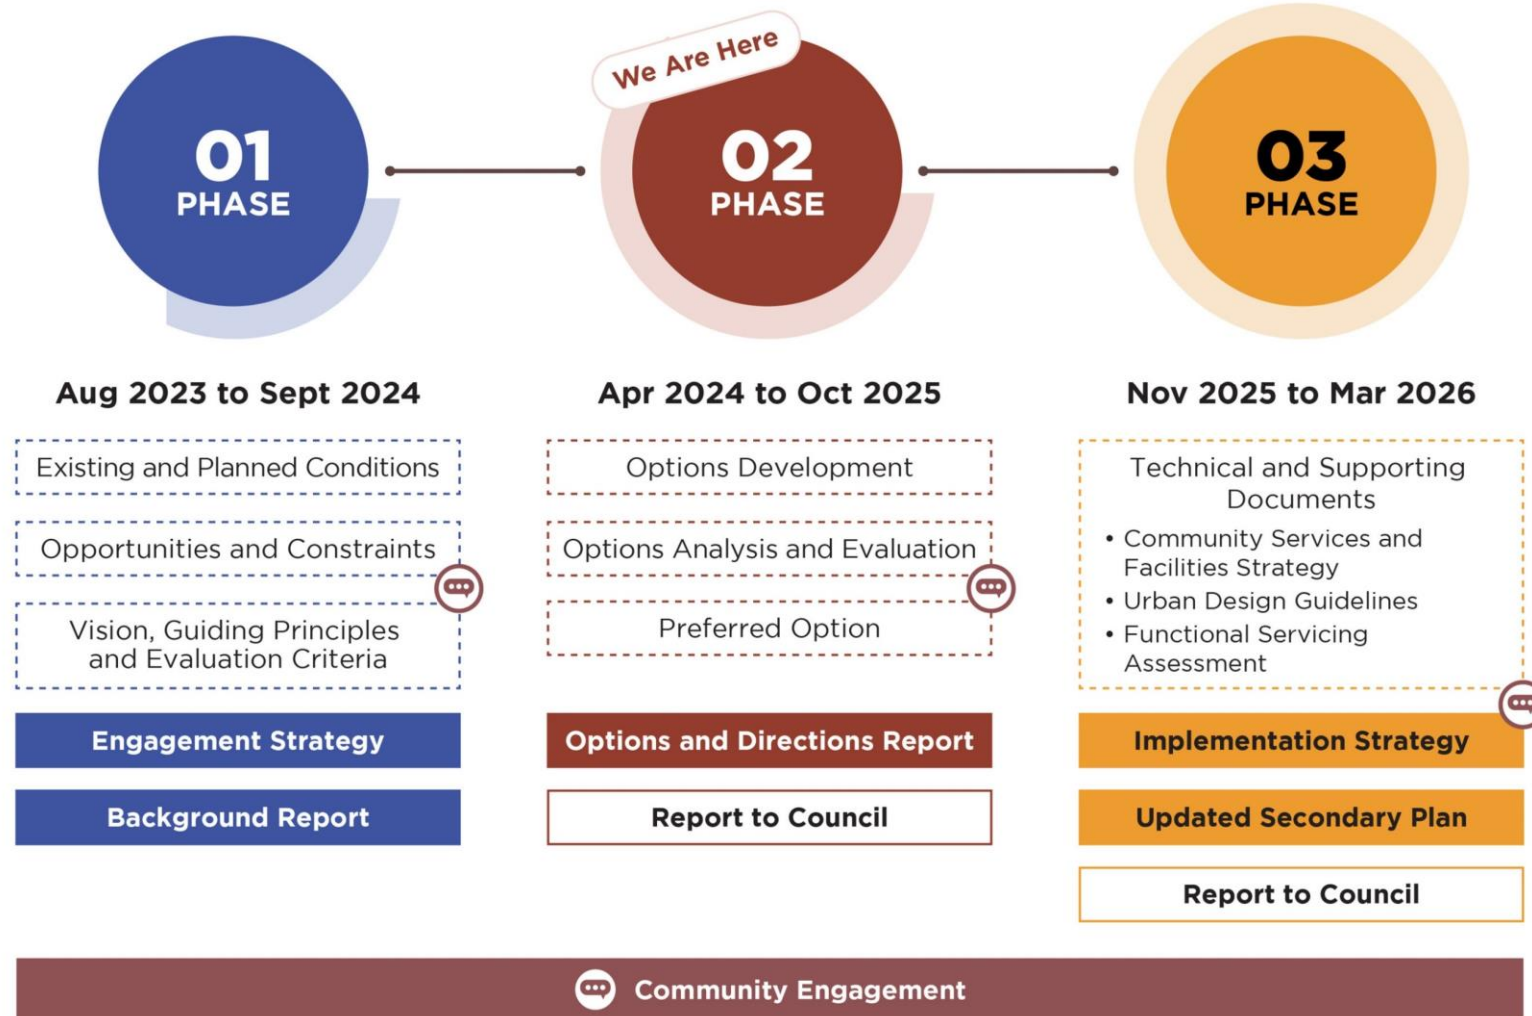 We Are Here
01
PHASE
02
PHASE
03
PHASE
Aug 2023 to Sept 2024
Existing and Planned Conditions
Opportunities and Constraints
Vision, Guiding Principles
and Evaluation Criteria
Engagement Strategy
Background Report
Apr 2024 to Oct 2025
Options Development
Options Analysis and Evaluation
Preferred Option
Options and Directions Report
Report to Council
Nov 2025 to Mar 2026
Technical and Supporting
Documents
• Community Services and
Facilities Strategy
• Urban Design Guidelines
• Functional Servicing
Assessment
Implementation Strategy
Updated Secondary Plan
Report to Council
Community Engagement